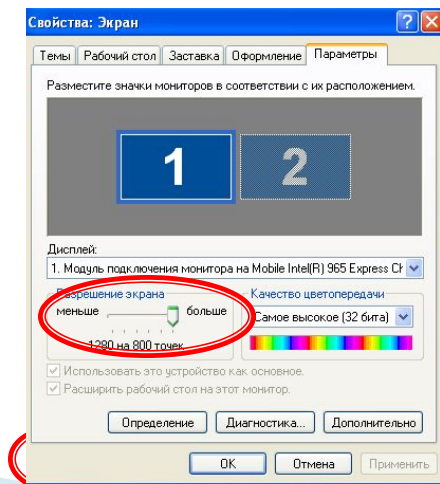 Свойства: Экран
Темы Рабочий стол Заставка Оформление Параметры
Разместите значки мониторов в соответствии с их расположением.
1 2
Дисплей:
1. Модуль подключения монитора на Mobile Intel(R) 965 Express Ch
Разрешение экрана Качество цветопередачи
меньше больше Самое высокое (32 бита)
1280 на 800 точек
Использовать это устройство как основное.
Расширить рабочий стол на этот монитор.
Определение Диагностика... Дополнительно
OK Отмена Применить